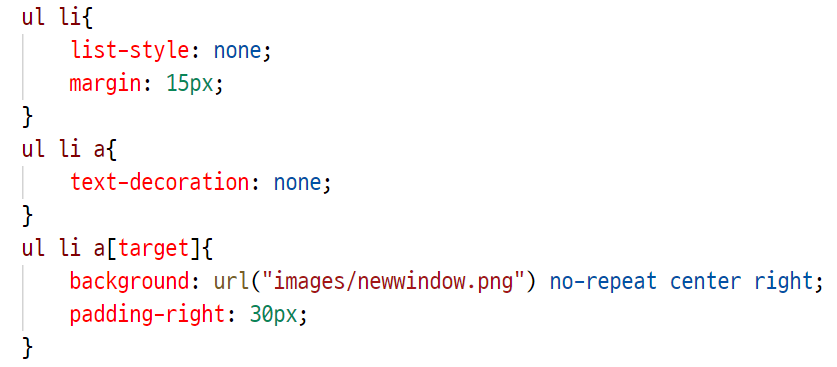 ul li{
    list-style: none;
    margin: 15px;
}
ul li a{
    text-decoration: none;
}
ul li a[target]{
    background: url("images/newwindow.png") no-repeat center right;
    padding-right: 30px;
}